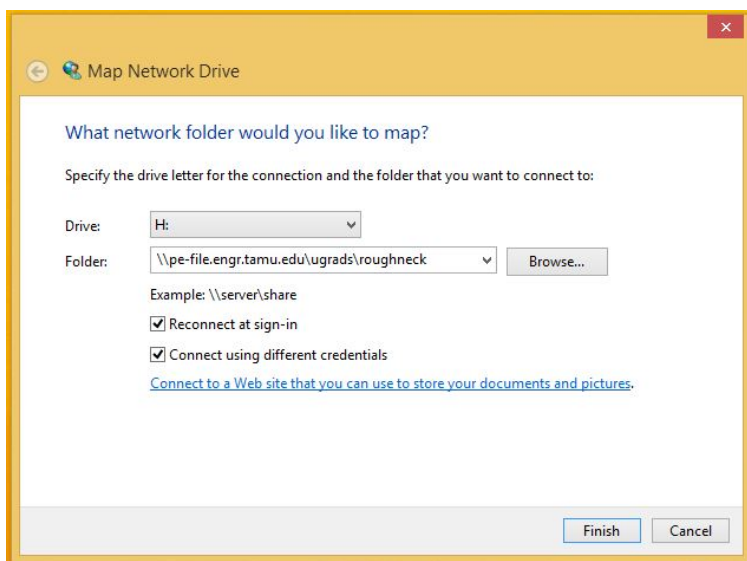 Map Network Drive
What network folder would you like to map?
Specify the drive letter for the connection and the folder that you want to connect to:
Drive: H:
Folder: \\pe-file.engr.tamu.edu\ugrads\roughneck Browse...
Example: \\server\share
Reconnect at sign-in
Connect using different credentials
Connect to a Web site that you can use to store your documents and pictures.
Finish Cancel